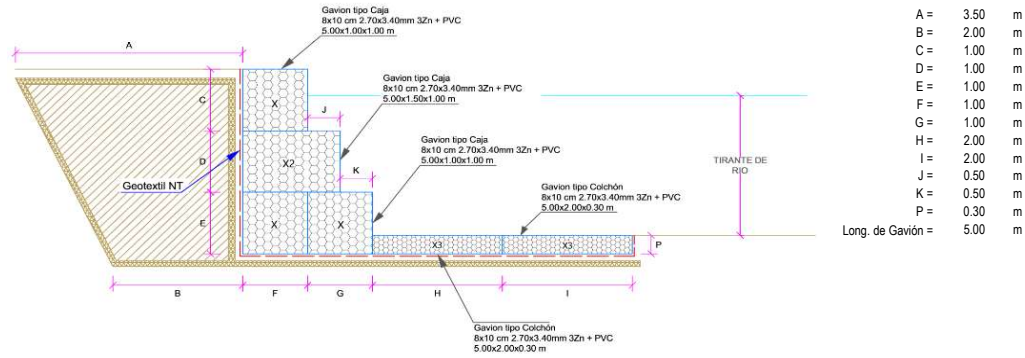 Gavion tipo Caja
8x10 cm 2.70x3.40mm 3Zn + PVC
5.00x1.00x1.00 m
A
Gavion tipo Caja
8x10 cm 2.70x3.40mm 3Zn + PVC
5.00x1.50x1.00 m
C
X
J
Gavion tipo Caja
8x10 cm 2.70x3.40mm 3Zn + PVC
5.00x1.00x1.00 m
D
X2
K
TIRANTE DE
RIO
Geotextil NT
Gavion tipo Colchón
8x10 cm 2.70x3.40mm 3Zn + PVC
5.00x2.00x0.30 m
E
X
X
X3
X3
P
B
F
G
H
I
Gavion tipo Colchón
8x10 cm 2.70x3.40mm 3Zn + PVC
5.00x2.00x0.30 m
A = 3.50 m
B = 2.00 m
C = 1.00 m
D = 1.00 m
E = 1.00 m
F = 1.00 m
G = 1.00 m
H = 2.00 m
I = 2.00 m
J = 0.50 m
K = 0.50 m
P = 0.30 m
Long. de Gavión = 5.00 m